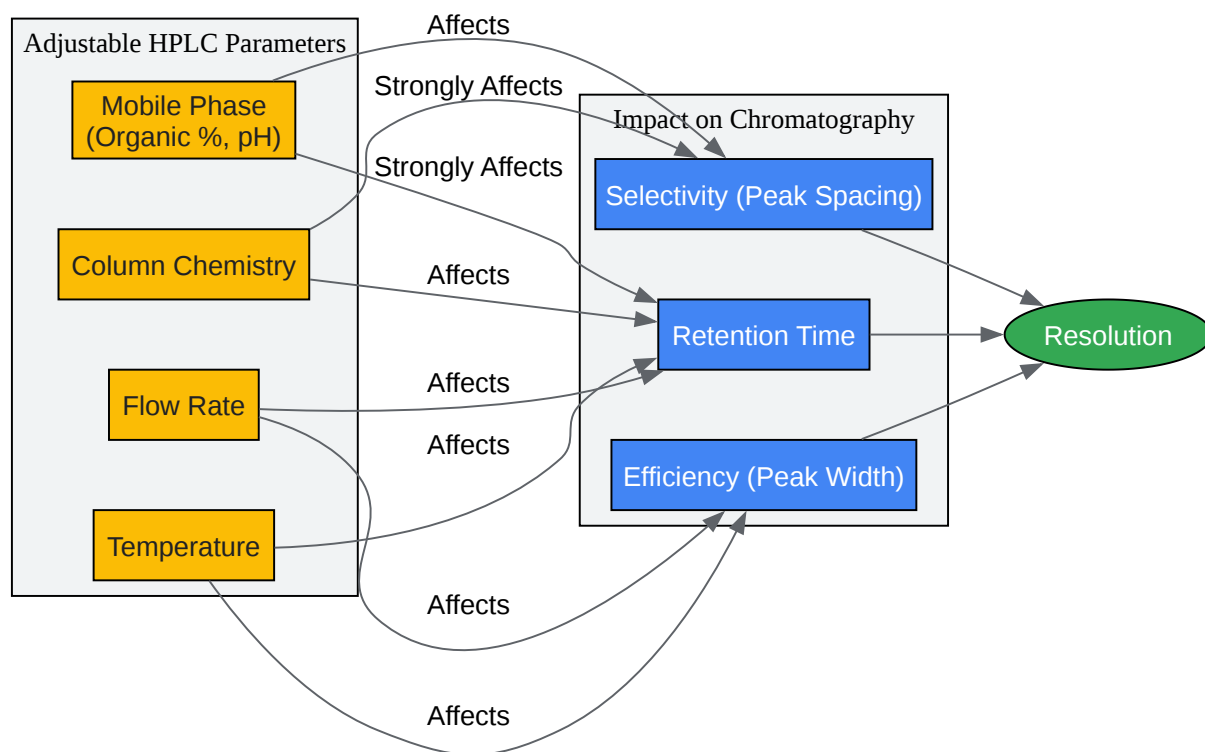 Adjustable HPLC Parameters
Mobile Phase
(Organic %, pH)
Column Chemistry
Flow Rate
Temperature
Affects
Strongly Affects
Strongly Affects
Affects
Affects
Affects
Affects
Affects
Impact on Chromatography
Selectivity (Peak Spacing)
Retention Time
Efficiency (Peak Width)
Resolution